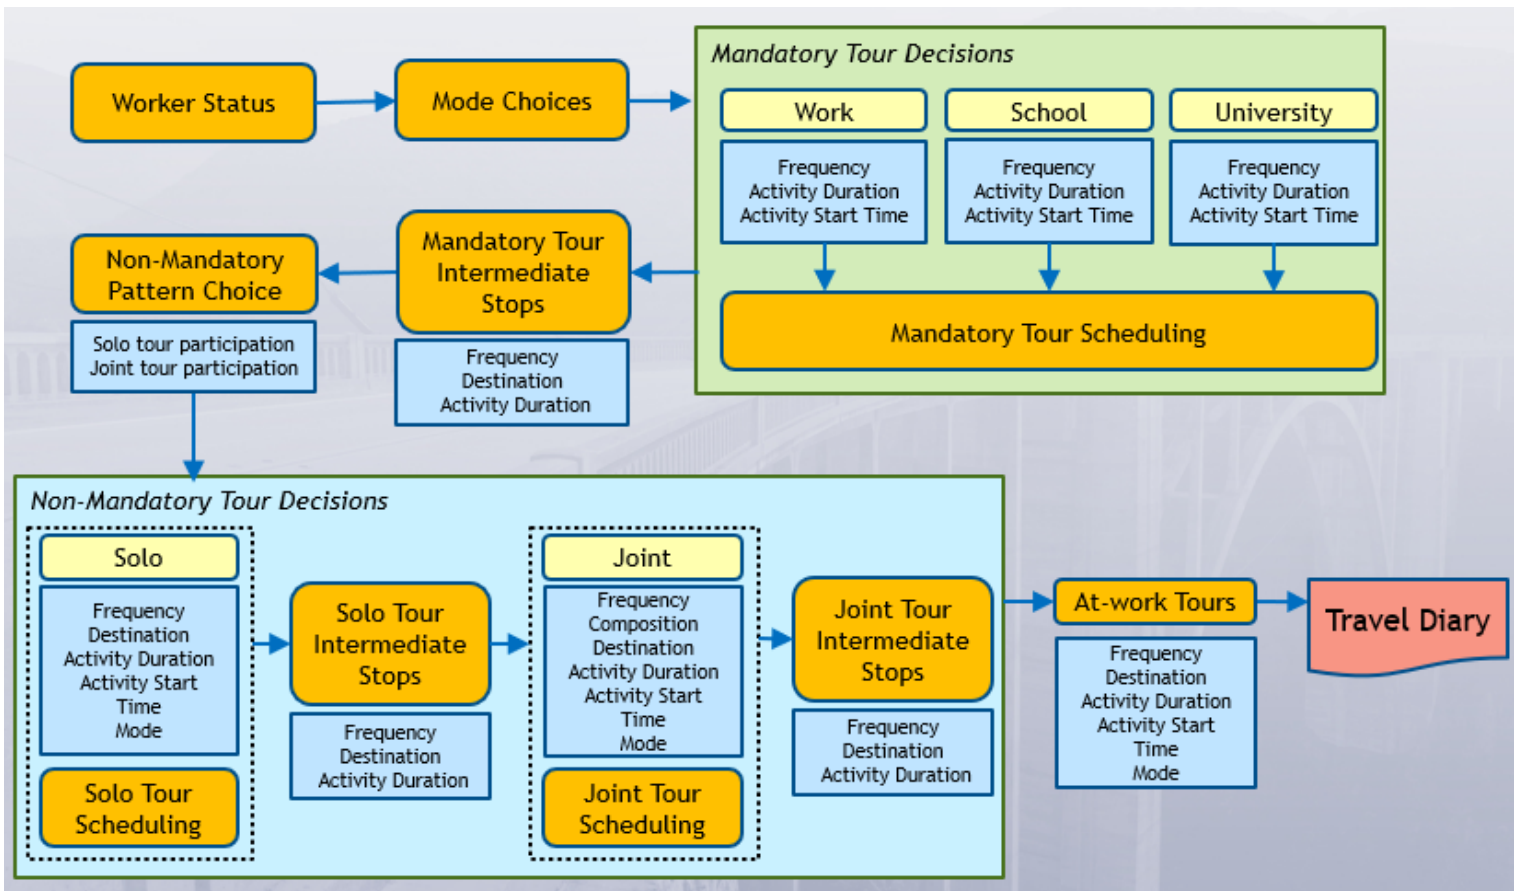 Mandatory Tour Decisions
Worker Status
Mode Choices
Work
School
University
Frequency
Activity Duration
Activity Start Time
Frequency
Activity Duration
Activity Start Time
Frequency
Activity Duration
Activity Start Time
Mandatory Tour Scheduling
Mandatory Tour
Intermediate
Stops
Frequency
Destination
Activity Duration
Non-Mandatory
Pattern Choice
Solo tour participation
Joint tour participation
Non-Mandatory Tour Decisions
Solo
Frequency
Destination
Activity Duration
Activity Start
Time
Mode
Solo Tour
Scheduling
Solo Tour
Intermediate
Stops
Frequency
Destination
Activity Duration
Joint
Frequency
Composition
Destination
Activity Duration
Activity Start
Time
Mode
Joint Tour
Scheduling
Joint Tour
Intermediate
Stops
Frequency
Destination
Activity Duration
At-work Tours
Frequency
Destination
Activity Duration
Activity Start
Time
Mode
Travel Diary